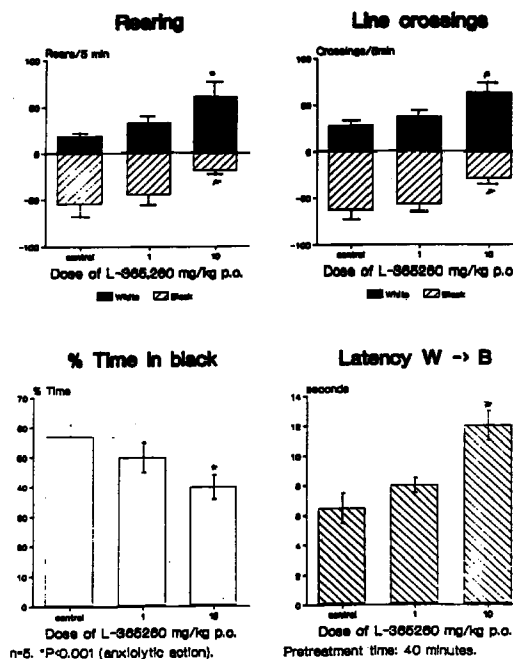 Rearing
Rears/5 min
100
50
0
-50
-100
control
1
10
Dose of L-365,260 mg/kg p.o.
White
Black
Line crossings
Crossings/5min
100
50
0
-50
-100
control
1
10
Dose of L-365260 mg/kg p.o.
White
Black
% Time in black
% Time
70
60
50
40
30
20
10
0
*
control
1
10
Dose of L-365260 mg/kg p.o.
n=5. *P<0.001 (anxiolytic action).
Latency W -> B
seconds
14
12
10
8
6
4
2
0
*
control
1
10
Dose of L-365260 mg/kg p.o.
Pretreatment time: 40 minutes.